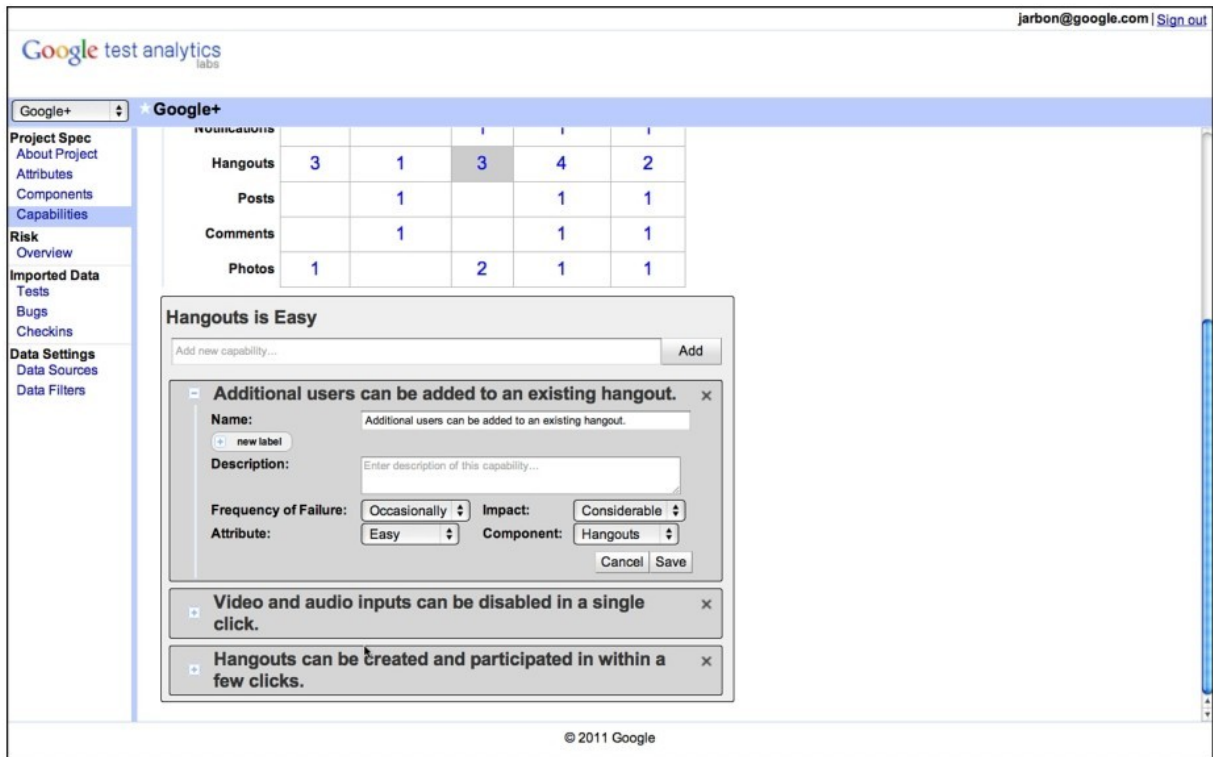 jarbon@google.com | Sign out
Google test analytics
labs
Google+
Google+
Project Spec
About Project
Attributes
Components
Capabilities
Risk
Overview
Imported Data
Tests
Bugs
Checkins
Data Settings
Data Sources
Data Filters
Notifications 1 1 1
Hangouts 3 1 3 4 2
Posts 1 1 1
Comments 1 1 1
Photos 1 2 1 1
Hangouts is Easy
Add new capability... Add
Additional users can be added to an existing hangout. ×
Name: Additional users can be added to an existing hangout.
+ new label
Description: Enter description of this capability...
Frequency of Failure: Occasionally Impact: Considerable
Attribute: Easy Component: Hangouts
Cancel Save
Video and audio inputs can be disabled in a single ×
click.
Hangouts can be created and participated in within a ×
few clicks.
© 2011 Google